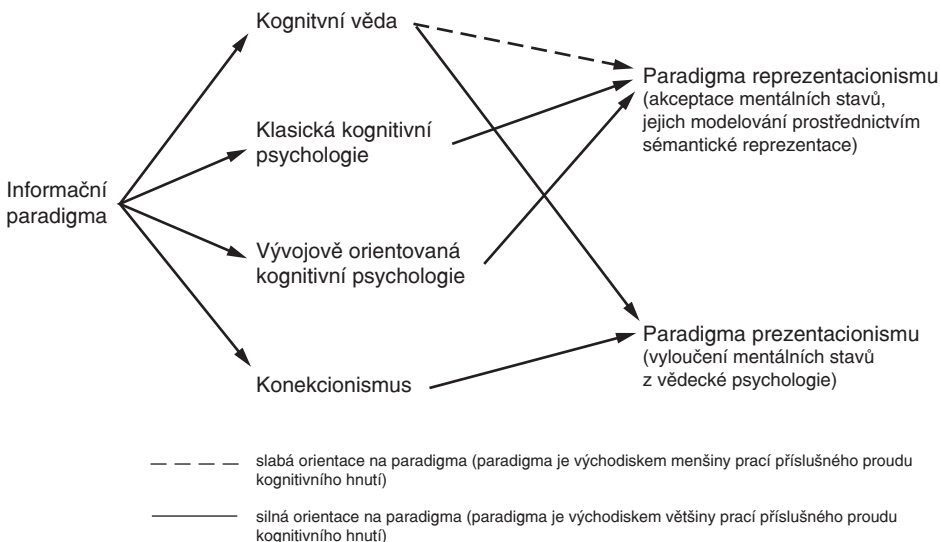 Kognitvní věda
Paradigma reprezentacionismu
(akceptace mentálních stavů,
jejich modelování prostřednictvím
sémantické reprezentace)
Klasická kognitivní
psychologie
Informační
paradigma
Vývojově orientovaná
kognitivní psychologie
Paradigma prezentacionismu
(vyloučení mentálních stavů
z vědecké psychologie)
Konekcionismus
slabá orientace na paradigma (paradigma je východiskem menšiny prací příslušného proudu
kognitivního hnutí)
silná orientace na paradigma (paradigma je východiskem většiny prací příslušného proudu
kognitivního hnutí)